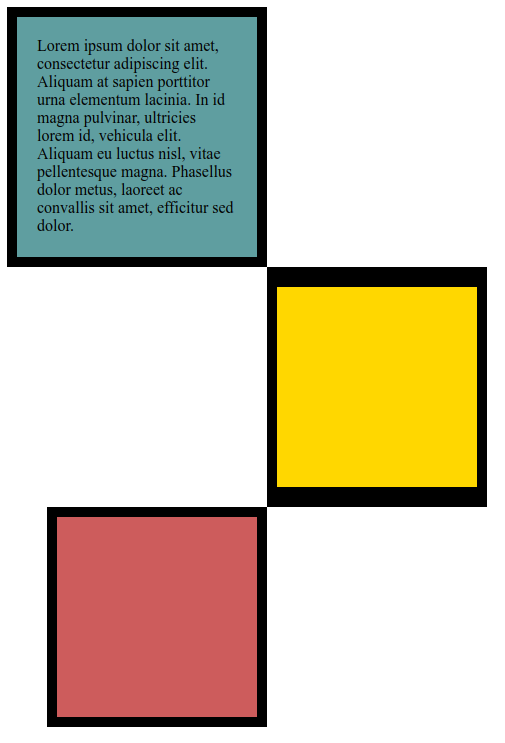 Lorem ipsum dolor sit amet,
consectetur adipiscing elit.
Aliquam at sapien porttitor
urna elementum lacinia. In id
magna pulvinar, ultricies
lorem id, vehicula elit.
Aliquam eu luctus nisl, vitae
pellentesque magna. Phasellus
dolor metus, laoreet ac
convallis sit amet, efficitur sed
dolor.